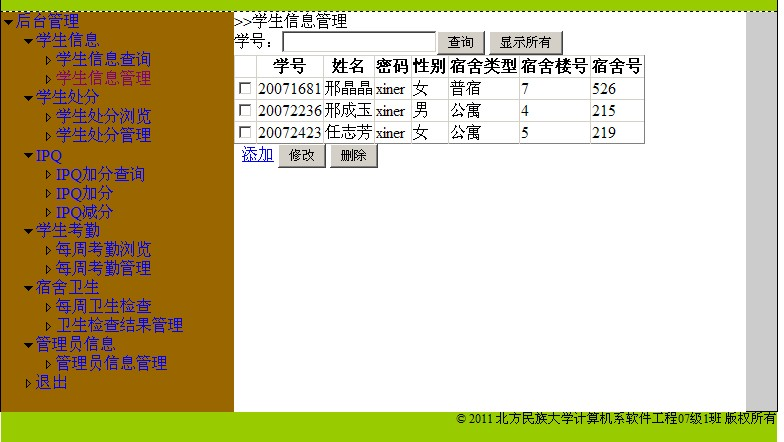 后台管理
学生信息
学生信息查询
学生信息管理
学生处分
学生处分浏览
学生处分管理
IPQ
IPQ加分查询
IPQ加分
IPQ减分
学生考勤
每周考勤浏览
每周考勤管理
宿舍卫生
每周卫生检查
卫生检查结果管理
管理员信息
管理员信息管理
退出
>>学生信息管理
学号： 查询 显示所有
学号 姓名 密码 性别 宿舍类型 宿舍楼号 宿舍号
20071681 邢晶晶 xiner 女 普宿 7 526
20072236 邢成玉 xiner 男 公寓 4 215
20072423 任志芳 xiner 女 公寓 5 219
添加 修改 删除
© 2011 北方民族大学计算机系软件工程07级1班 版权所有